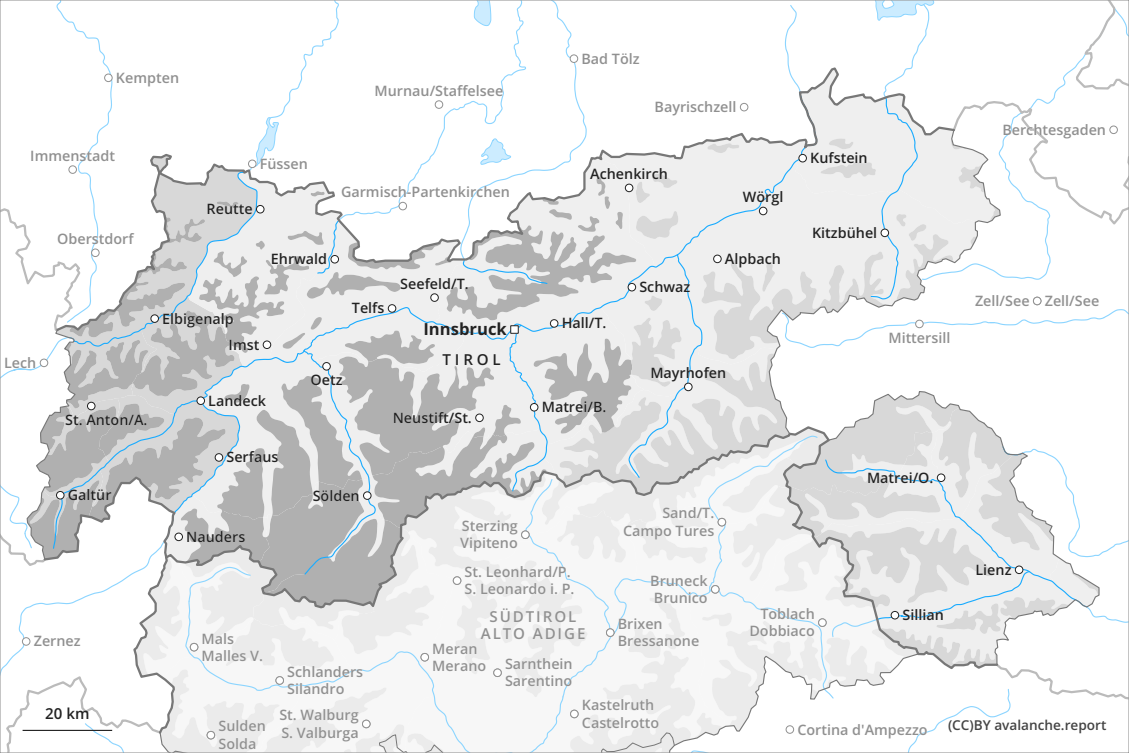 Kempten
Bad Tölz
Murnau/Staffelsee
Bayrischzell
Berchtesgaden
Immenstadt
Füssen
Kufstein
Achenkirch
Garmisch-Partenkirchen
Wörgl
Reutte
Kitzbühel
Oberstdorf
Ehrwald
Alpbach
Seefeld/T.
Schwaz
Zell/See
Zell/See
Telfs
Elbigenalp
Innsbruck
Hall/T.
Mittersill
Imst
TIROL
Lech
Oetz
Mayrhofen
Landeck
Matrei/B.
St. Anton/A.
Neustift/St.
Serfaus
Matrei/O.
Galtür
Sölden
Sand/T.
Campo Tures
Sterzing
Vipiteno
Nauders
Lienz
St. Leonhard/P.
S. Leonardo i. P.
Bruneck
Brunico
Sillian
SÜDTIROL
ALTO ADIGE
Toblach
Dobbiaco
Brixen
Bressanone
Zernez
Mals
Malles V.
Meran
Merano
Sarnthein
Sarentino
Schlanders
Silandro
Kastelruth
Castelrotto
St. Walburg
S. Valburga
20 km
Sulden
Solda
Cortina d'Ampezzo
(CC)BY avalanche.report